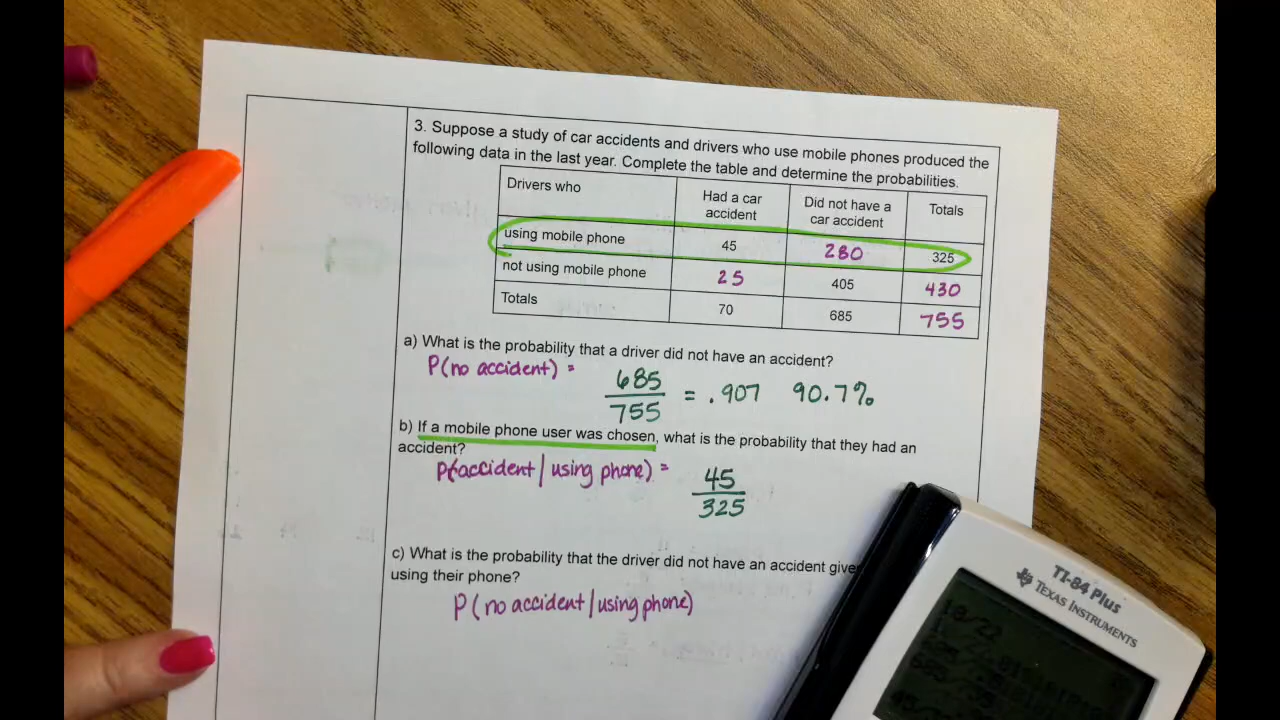 3. Suppose a study of car accidents and drivers who use mobile phones produced the
following data in the last year. Complete the table and determine the probabilities.
Drivers who Had a car accident Did not have a car accident Totals
using mobile phone 45 280 325
not using mobile phone 25 405 430
Totals 70 685 755
a) What is the probability that a driver did not have an accident?
P(no accident) = 685/755 = .907 90.7%
b) If a mobile phone user was chosen, what is the probability that they had an
accident?
P(accident | using phone) = 45/325
c) What is the probability that the driver did not have an accident give
using their phone?
P(no accident | using phone)
TI-84 Plus
TEXAS INSTRUMENTS